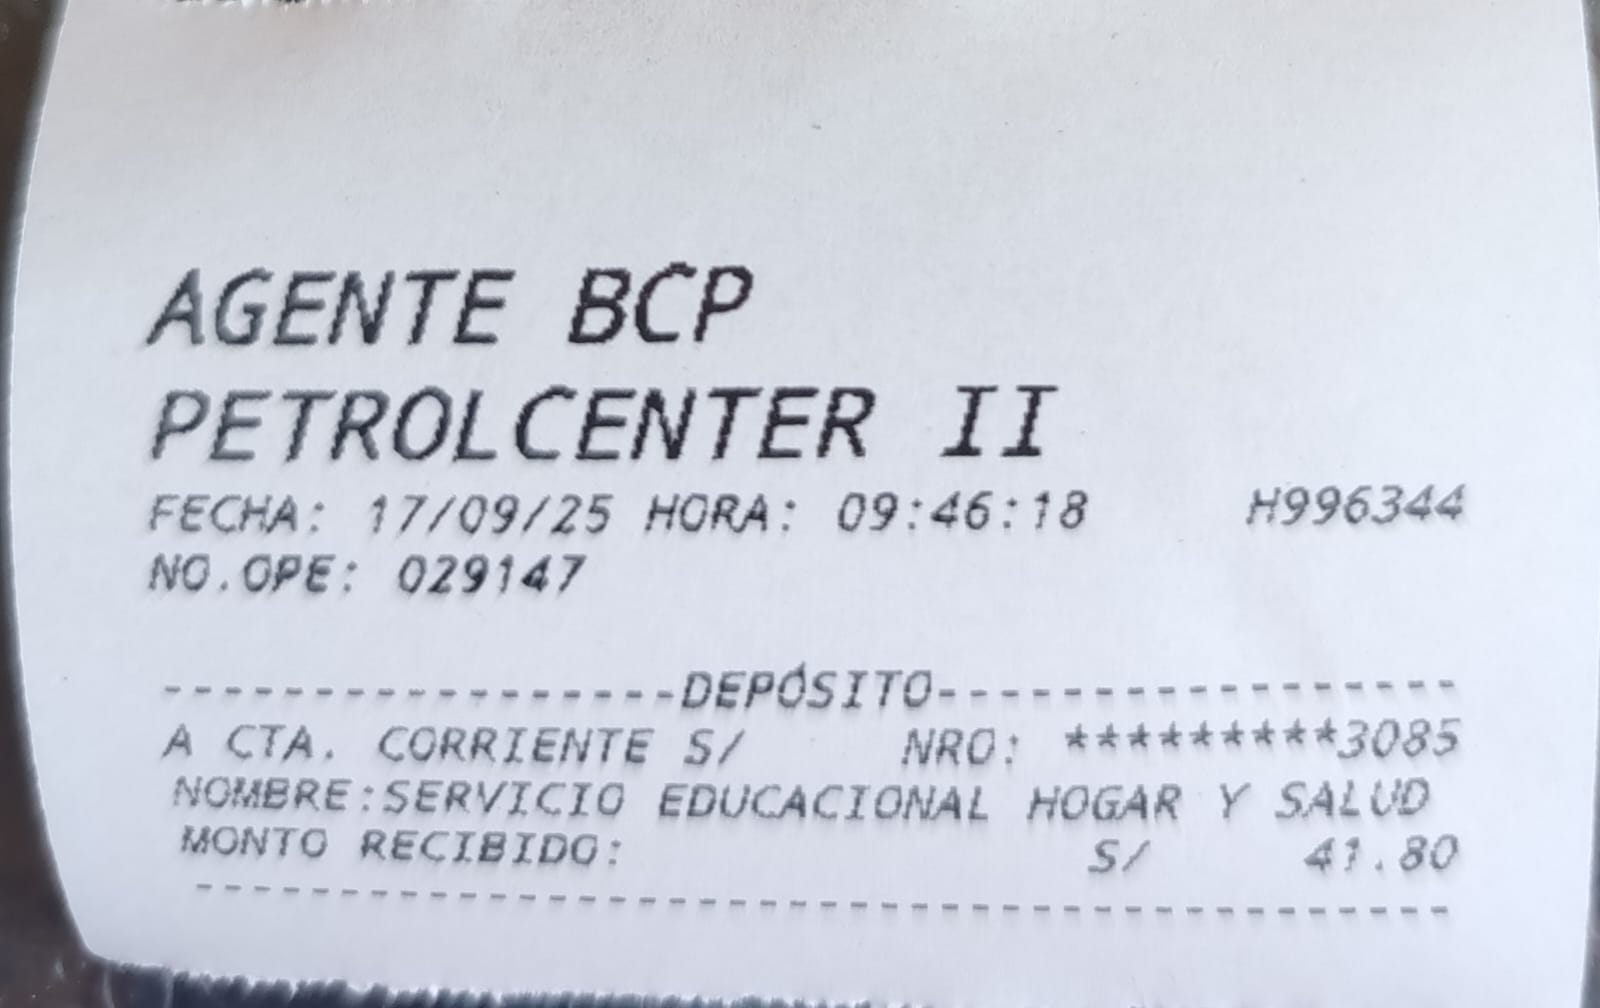 AGENTE BCP
PETROLCENTER II
FECHA: 17/09/25 HORA: 09:46:18 H996344
NO.OPE: 029147
-----------------DEPÓSITO-----------------
A CTA. CORRIENTE S/ NRO: *********3085
NOMBRE:SERVICIO EDUCACIONAL HOGAR Y SALUD
MONTO RECIBIDO: S/ 41.80